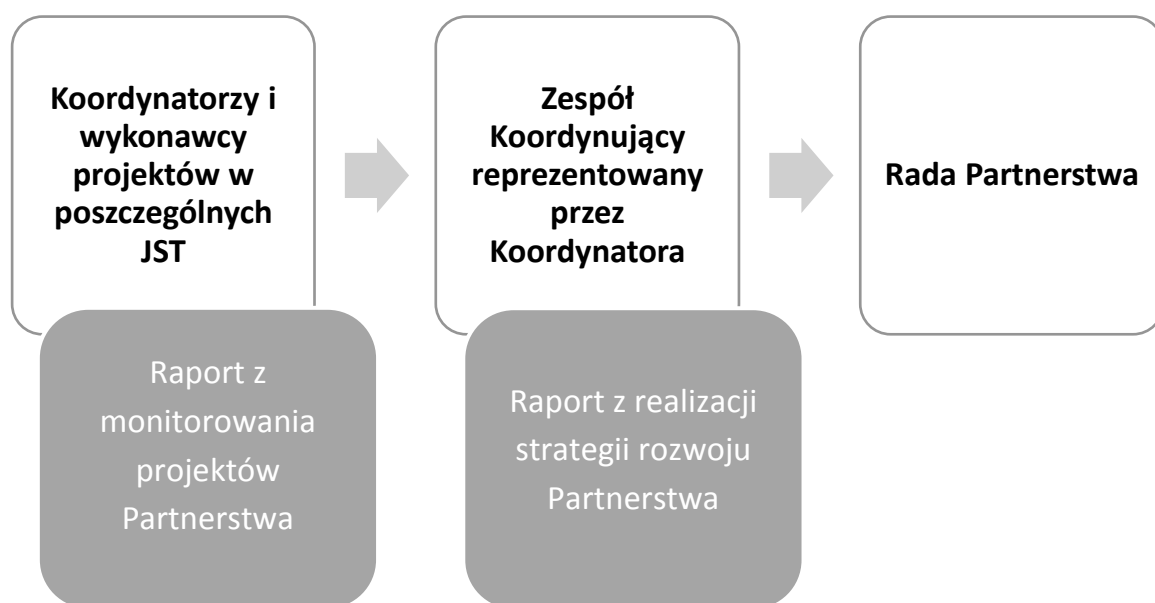 Koordynatorzy i
wykonawcy
projektów w
poszczególnych
JST
Raport z
monitorowania
projektów
Partnerstwa
Zespół
Koordynujący
reprezentowany
przez
Koordynatora
Raport z realizacji
strategii rozwoju
Partnerstwa
Rada Partnerstwa